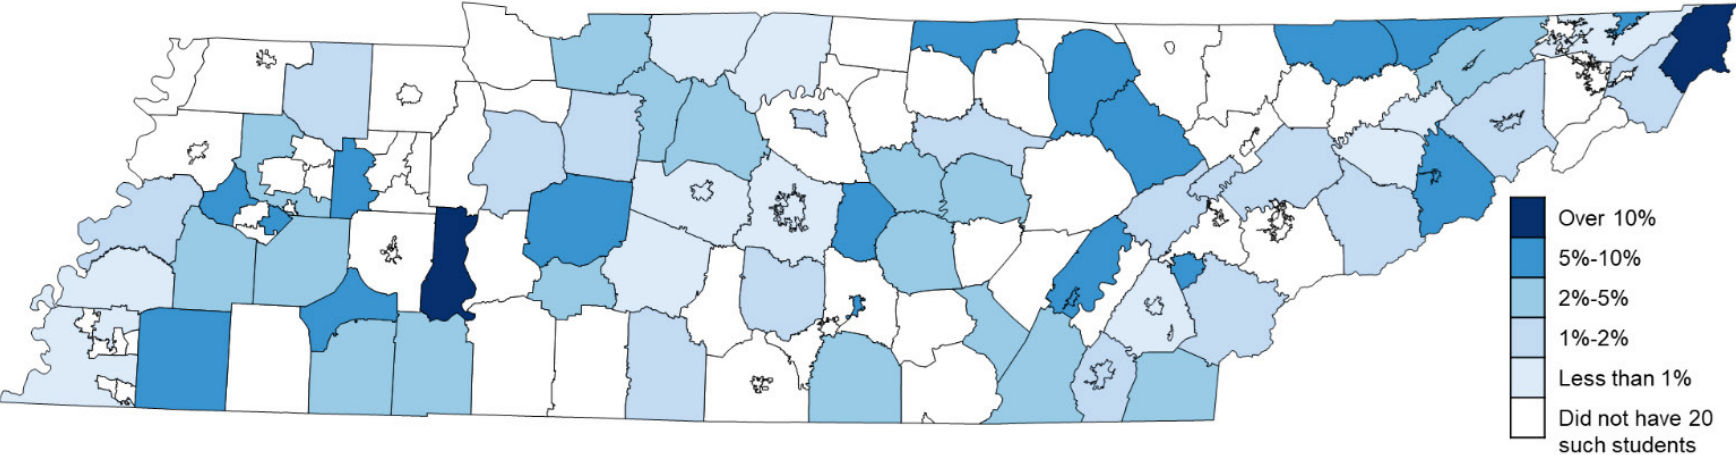 Over 10%
5%-10%
2%-5%
1%-2%
Less than 1%
Did not have 20
such students